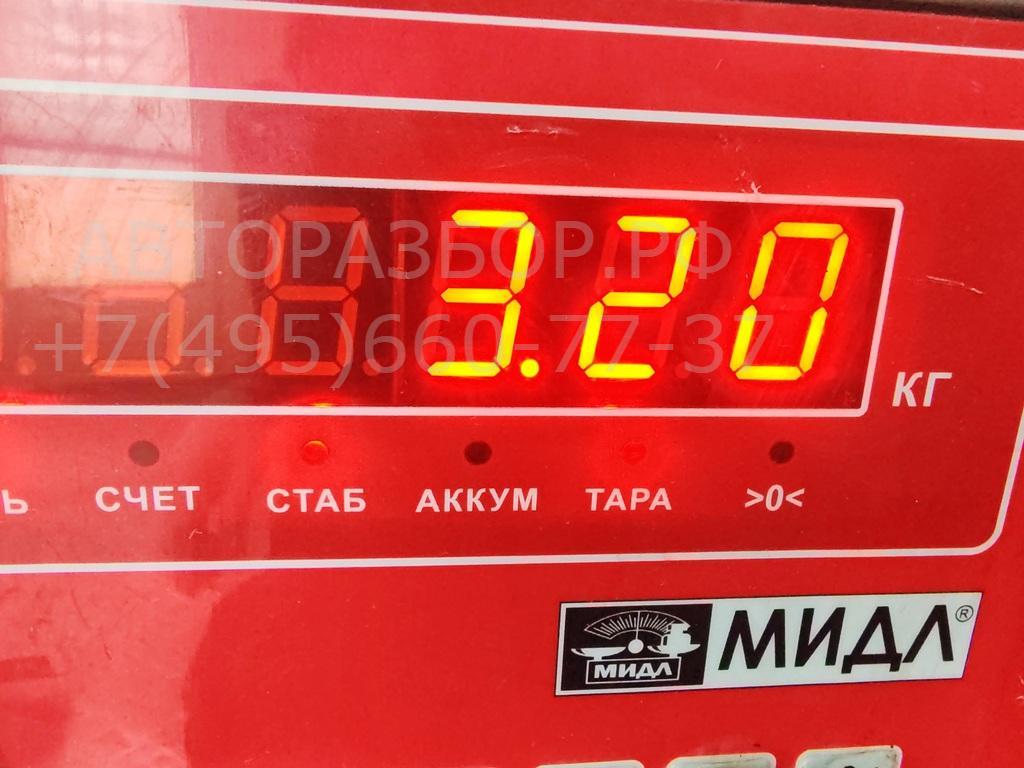 АВТОРАЗБОР.РФ
3.20
+7(495)660-77-37
КГ
Ь СЧЕТ СТАБ АККУМ ТАРА >0<
МИДЛ МИДЛ®